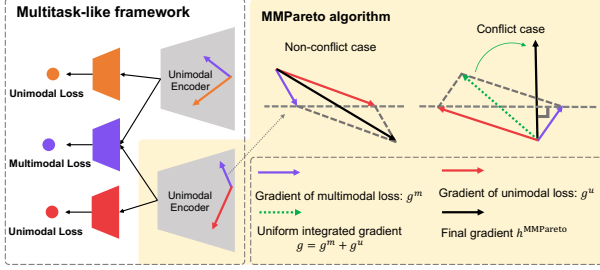 Multitask-like framework
Unimodal Loss
Unimodal
Encoder
Multimodal Loss
Unimodal
Encoder
Unimodal Loss
MMPareto algorithm
Non-conflict case
Conflict case
Gradient of multimodal loss: g^m
Gradient of unimodal loss: g^u
Uniform integrated gradient
g = g^m + g^u
Final gradient h^MMPareto